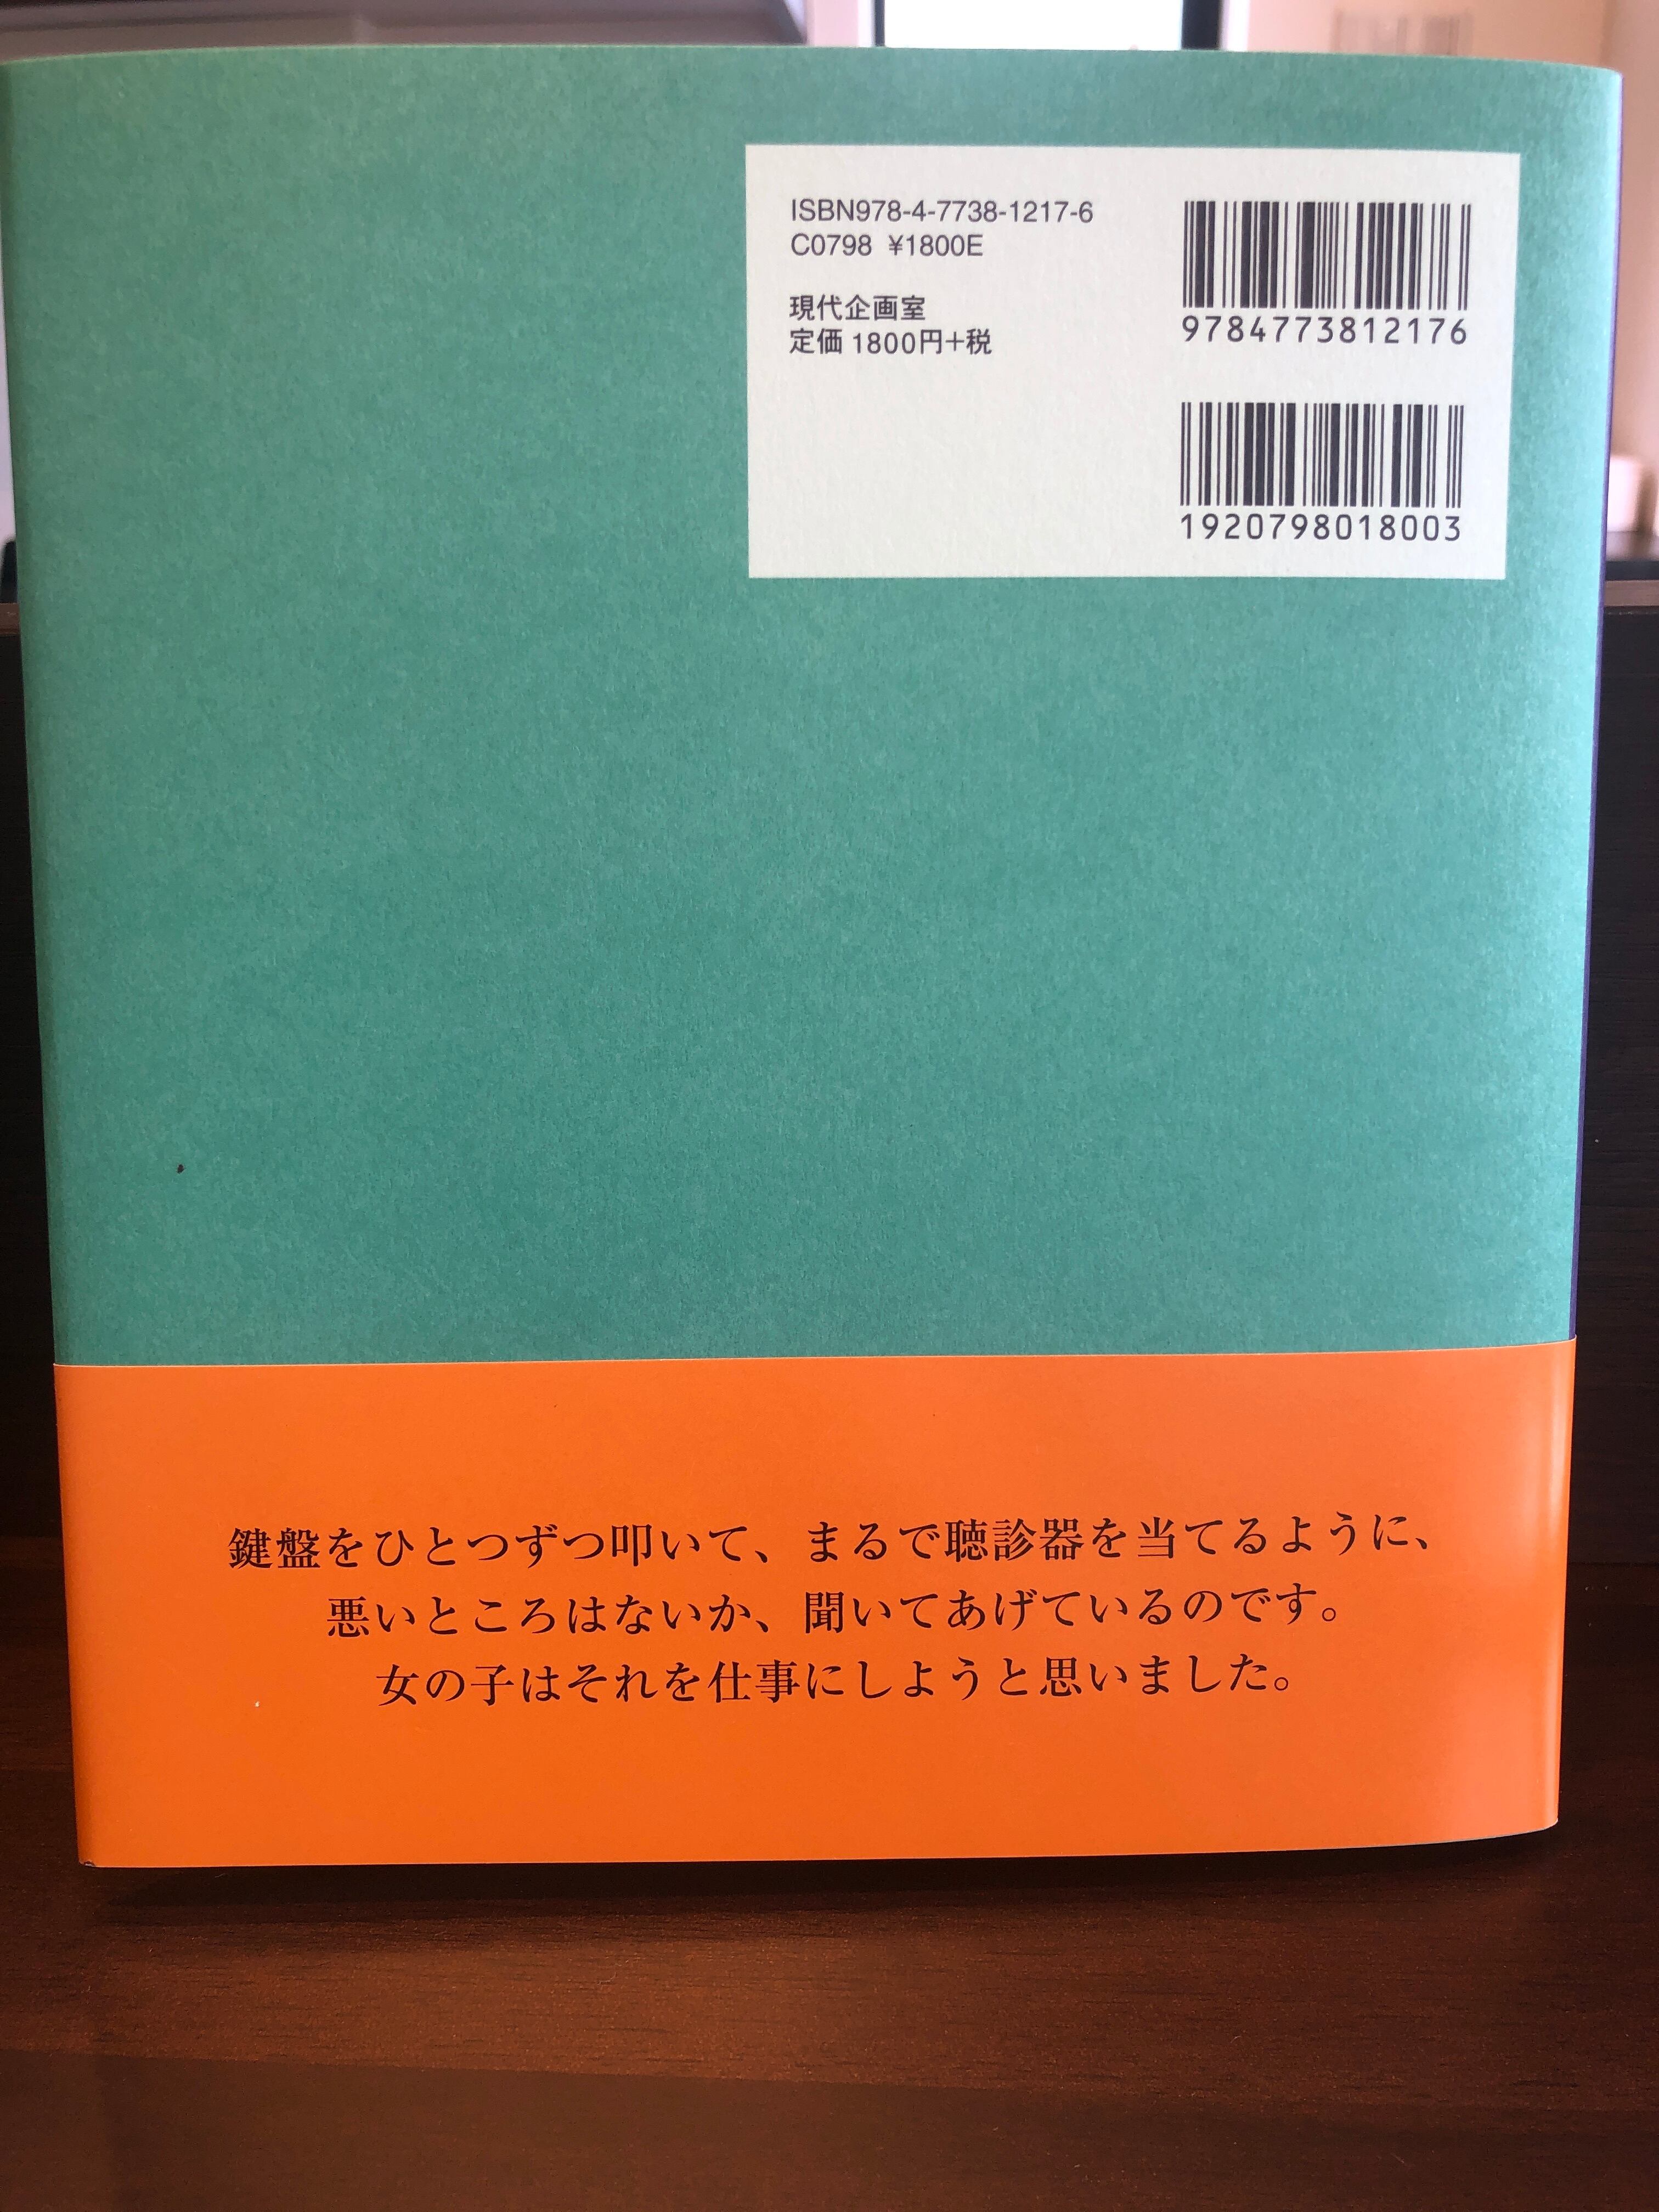 ISBN978-4-7738-1217-6
C0798 ¥1800E
現代企画室
定価 1800円+税
9784773812176
1920798018003
鍵盤をひとつずつ叩いて、まるで聴診器を当てるように、
悪いところはないか、聞いてあげているのです。
女の子はそれを仕事にしようと思いました。